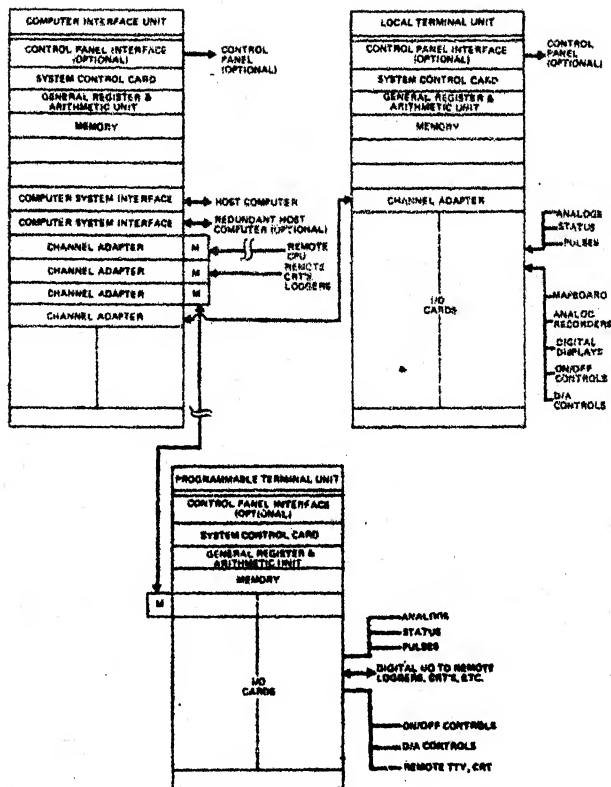 COMPUTER INTERFACE UNIT
CONTROL PANEL INTERFACE
(OPTIONAL)
SYSTEM CONTROL CARD
GENERAL REGISTER &
ARITHMETIC UNIT
MEMORY
COMPUTER SYSTEM INTERFACE
COMPUTER SYSTEM INTERFACE
CHANNEL ADAPTER
M
CHANNEL ADAPTER
M
CHANNEL ADAPTER
M
CHANNEL ADAPTER
CONTROL
PANEL
(OPTIONAL)
HOST COMPUTER
REDUNDANT HOST
COMPUTER (OPTIONAL)
REMOTE
CPU
REMOTE
CRT'S,
LOGGERS
LOCAL TERMINAL UNIT
CONTROL PANEL INTERFACE
(OPTIONAL)
SYSTEM CONTROL CARD
GENERAL REGISTER &
ARITHMETIC UNIT
MEMORY
CHANNEL ADAPTER
I/O
CARDS
CONTROL
PANEL
(OPTIONAL)
ANALOGS
STATUS
PULSES
MAPBOARD
ANALOG
RECORDERS
DIGITAL
DISPLAYS
ON/OFF
CONTROLS
D/A
CONTROLS
PROGRAMMABLE TERMINAL UNIT
CONTROL PANEL INTERFACE
(OPTIONAL)
SYSTEM CONTROL CARD
GENERAL REGISTER &
ARITHMETIC UNIT
MEMORY
M
I/O
CARDS
ANALOGS
STATUS
PULSES
DIGITAL I/O TO REMOTE
LOGGERS, CRT'S, ETC.
ON/OFF CONTROLS
D/A CONTROLS
REMOTE TTY, CRT